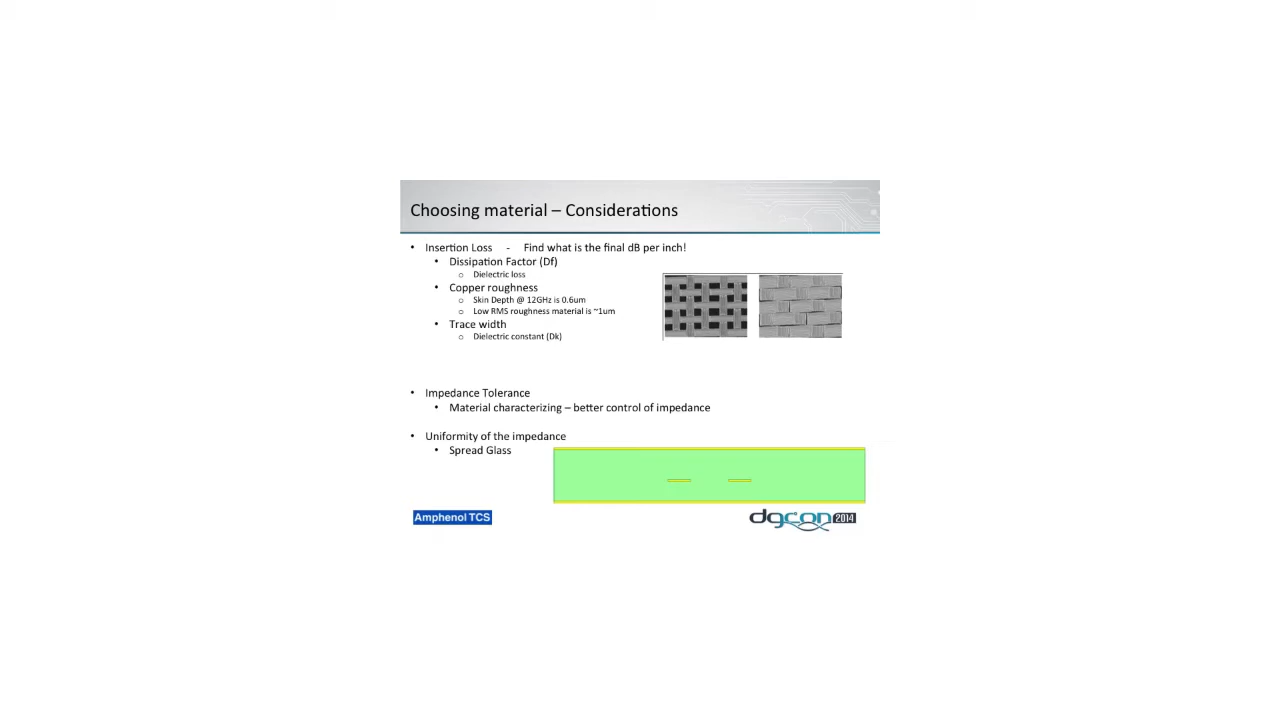 Choosing material – Considerations
• Insertion Loss - Find what is the final dB per inch!
• Dissipation Factor (Df)
o Dielectric loss
• Copper roughness
o Skin Depth @ 12GHz is 0.6um
o Low RMS roughness material is ~1um
• Trace width
o Dielectric constant (Dk)
• Impedance Tolerance
• Material characterizing – better control of impedance
• Uniformity of the impedance
• Spread Glass
Amphenol TCS
dgcon 2014